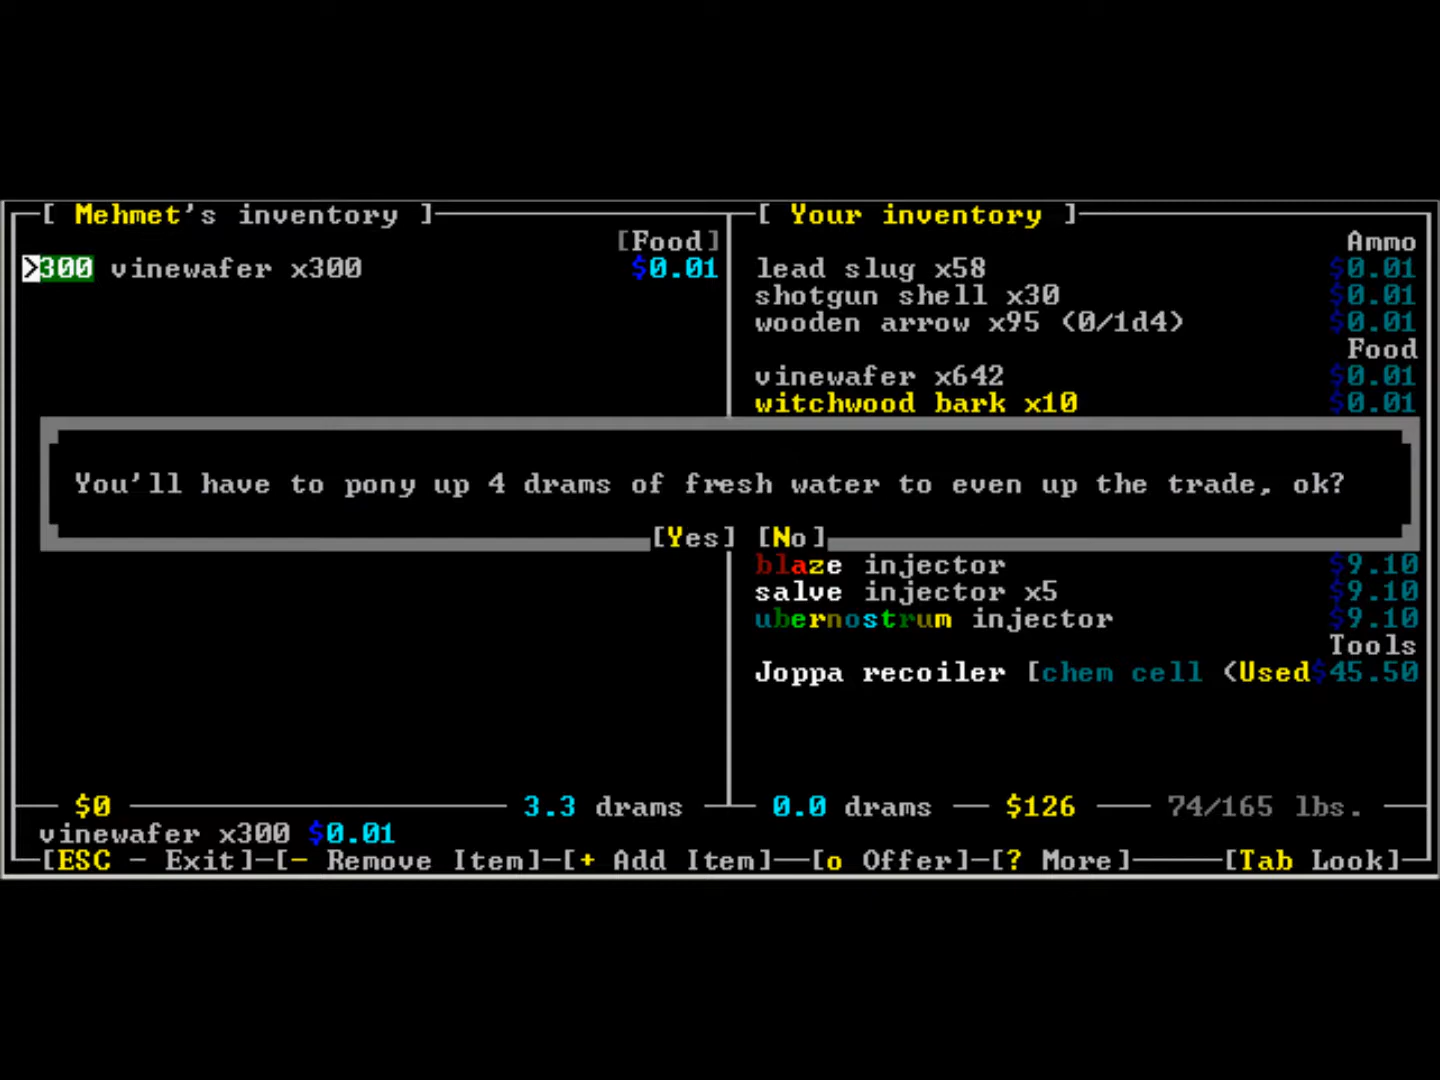 [ Mehmet's inventory ]
[Food]
>300 vinewafer x300 $0.01
[ Your inventory ]
Ammo
lead slug x58 $0.01
shotgun shell x30 $0.01
wooden arrow x95 (0/1d4) $0.01
Food
vinewafer x642 $0.01
witchwood bark x10 $0.01
You'll have to pony up 4 drams of fresh water to even up the trade, ok?
[Yes] [No]
blaze injector $9.10
salve injector x5 $9.10
ubernostrum injector $9.10
Tools
Joppa recoiler [chem cell (Used $45.50
$0 3.3 drams 0.0 drams $126 74/165 lbs.
vinewafer x300 $0.01
[ESC - Exit] [- Remove Item] [+ Add Item] [o Offer] [? More] [Tab Look]